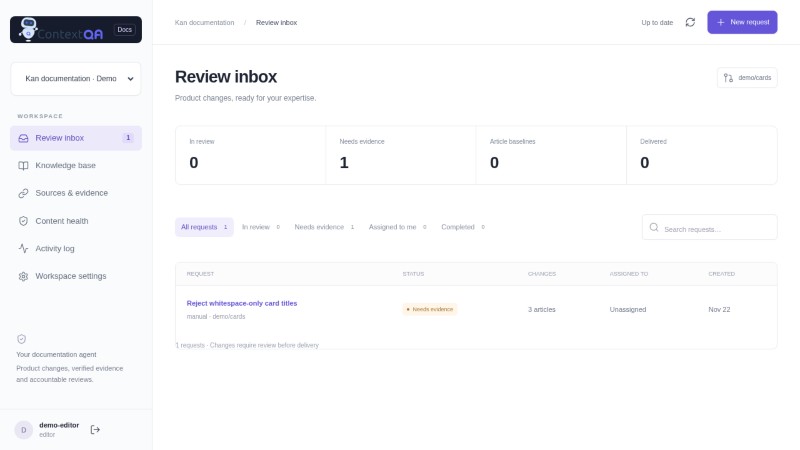 ContextQA
Docs
Kan documentation · Demo
WORKSPACE
Review inbox
1
Knowledge base
Sources & evidence
Content health
Activity log
Workspace settings
Your documentation agent
Product changes, verified evidence
and accountable reviews.
D
demo-editor
editor
Kan documentation / Review inbox
Up to date
New request
Review inbox
Product changes, ready for your expertise.
demo/cards
In review
0
Needs evidence
1
Article baselines
0
Delivered
0
All requests 1
In review 0
Needs evidence 1
Assigned to me 0
Completed 0
Search requests...
REQUEST STATUS CHANGES ASSIGNED TO CREATED
Reject whitespace-only card titles
manual · demo/cards
Needs evidence
3 articles
Unassigned
Nov 22
1 requests · Changes require review before delivery